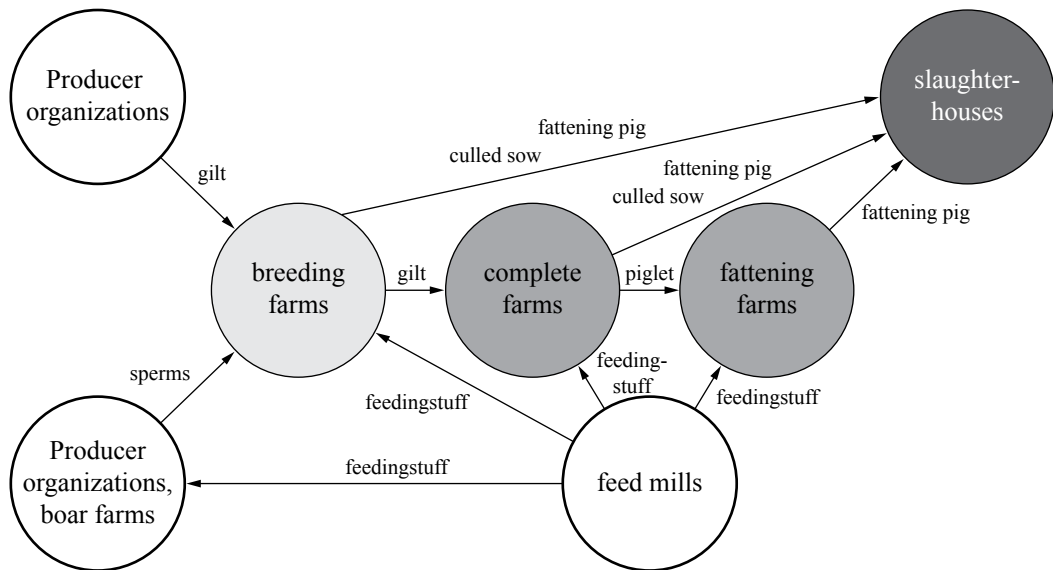 Producer
organizations
slaughter-
houses
fattening pig
culled sow
fattening pig
culled sow
fattening pig
gilt
breeding
farms
gilt
complete
farms
piglet
fattening
farms
sperms
feedingstuff
feeding-
stuff
feedingstuff
Producer
organizations,
boar farms
feedingstuff
feed mills